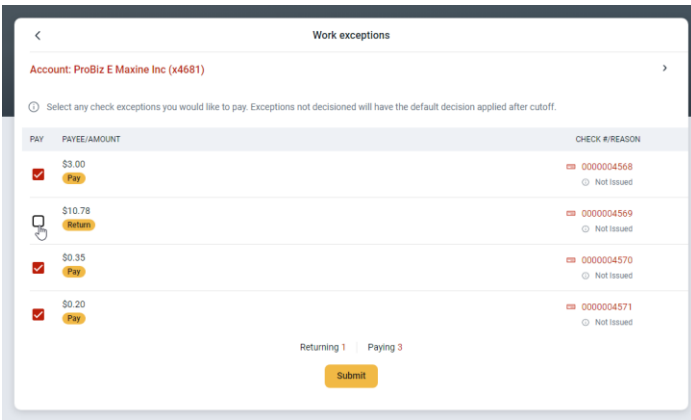 Work exceptions
Account: ProBiz E Maxine Inc (x4681)
Select any check exceptions you would like to pay. Exceptions not decisioned will have the default decision applied after cutoff.
PAY PAYEE/AMOUNT CHECK #/REASON
$3.00 0000004568
Pay Not Issued
$10.78 0000004569
Return Not Issued
$0.35 0000004570
Pay Not Issued
$0.20 0000004571
Pay Not Issued
Returning 1 Paying 3
Submit